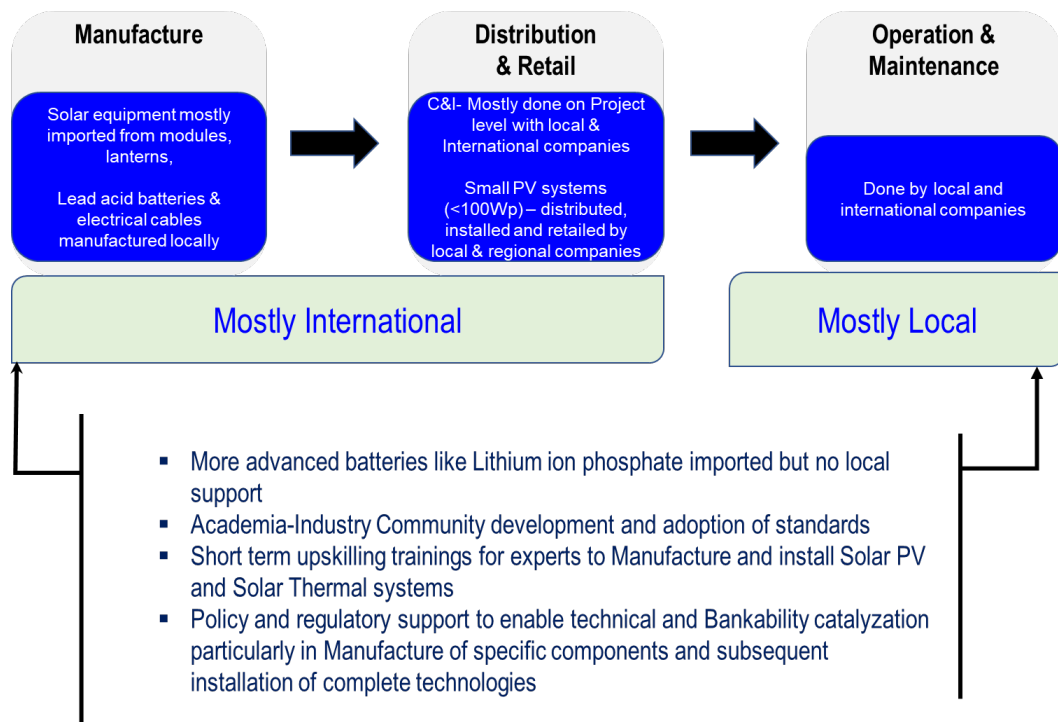 Manufacture
Solar equipment mostly
imported from modules,
lanterns,
Lead acid batteries &
electrical cables
manufactured locally
Distribution
& Retail
C&I- Mostly done on Project
level with local &
International companies
Small PV systems
(<100Wp) – distributed,
installed and retailed by
local & regional companies
Operation &
Maintenance
Done by local and
international companies
Mostly International
Mostly Local
▪ More advanced batteries like Lithium ion phosphate imported but no local
support
▪ Academia-Industry Community development and adoption of standards
▪ Short term upskilling trainings for experts to Manufacture and install Solar PV
and Solar Thermal systems
▪ Policy and regulatory support to enable technical and Bankability catalyzation
particularly in Manufacture of specific components and subsequent
installation of complete technologies